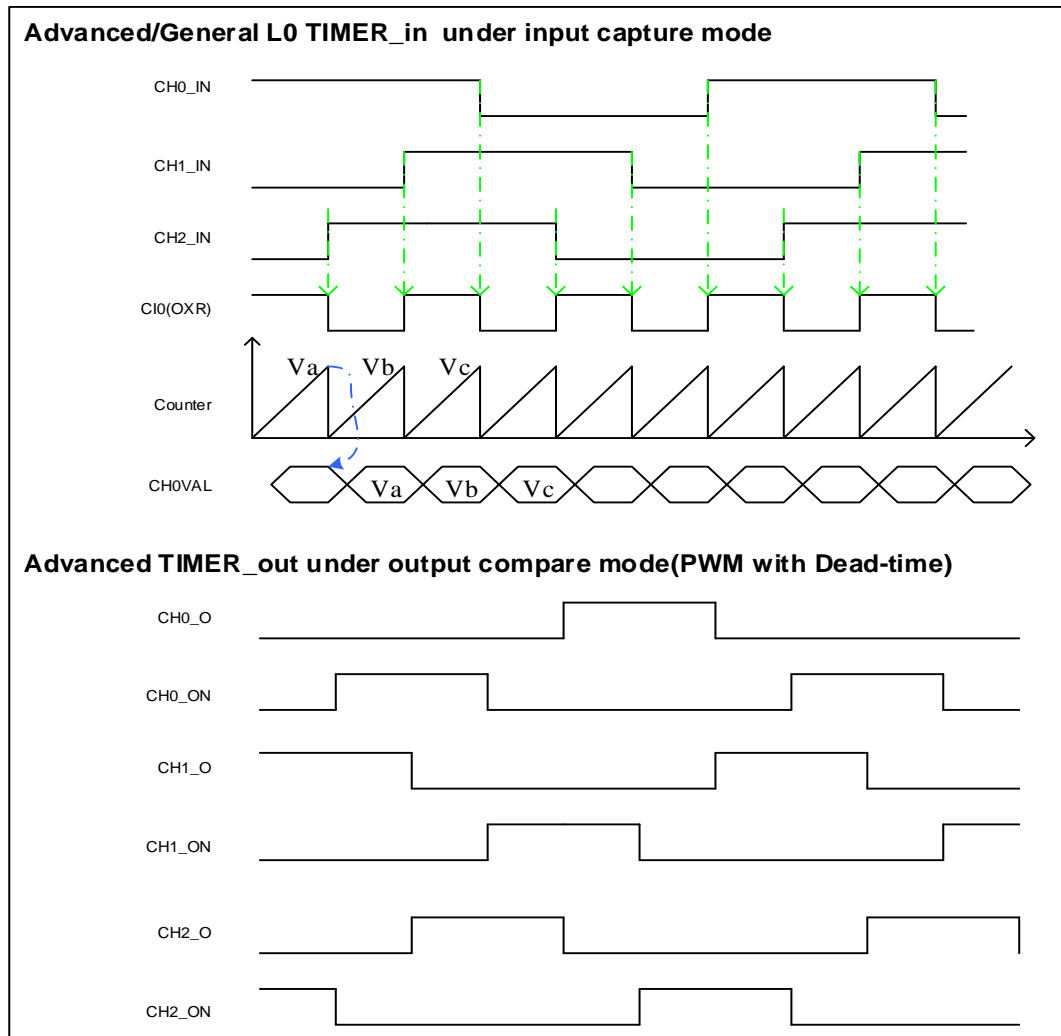 Advanced/General L0 TIMER_in under input capture mode
CH0_IN
CH1_IN
CH2_IN
CI0(OXR)
Va
Vb
Vc
Counter
CH0VAL
Va
Vb
Vc
Advanced TIMER_out under output compare mode(PWM with Dead-time)
CH0_O
CH0_ON
CH1_O
CH1_ON
CH2_O
CH2_ON